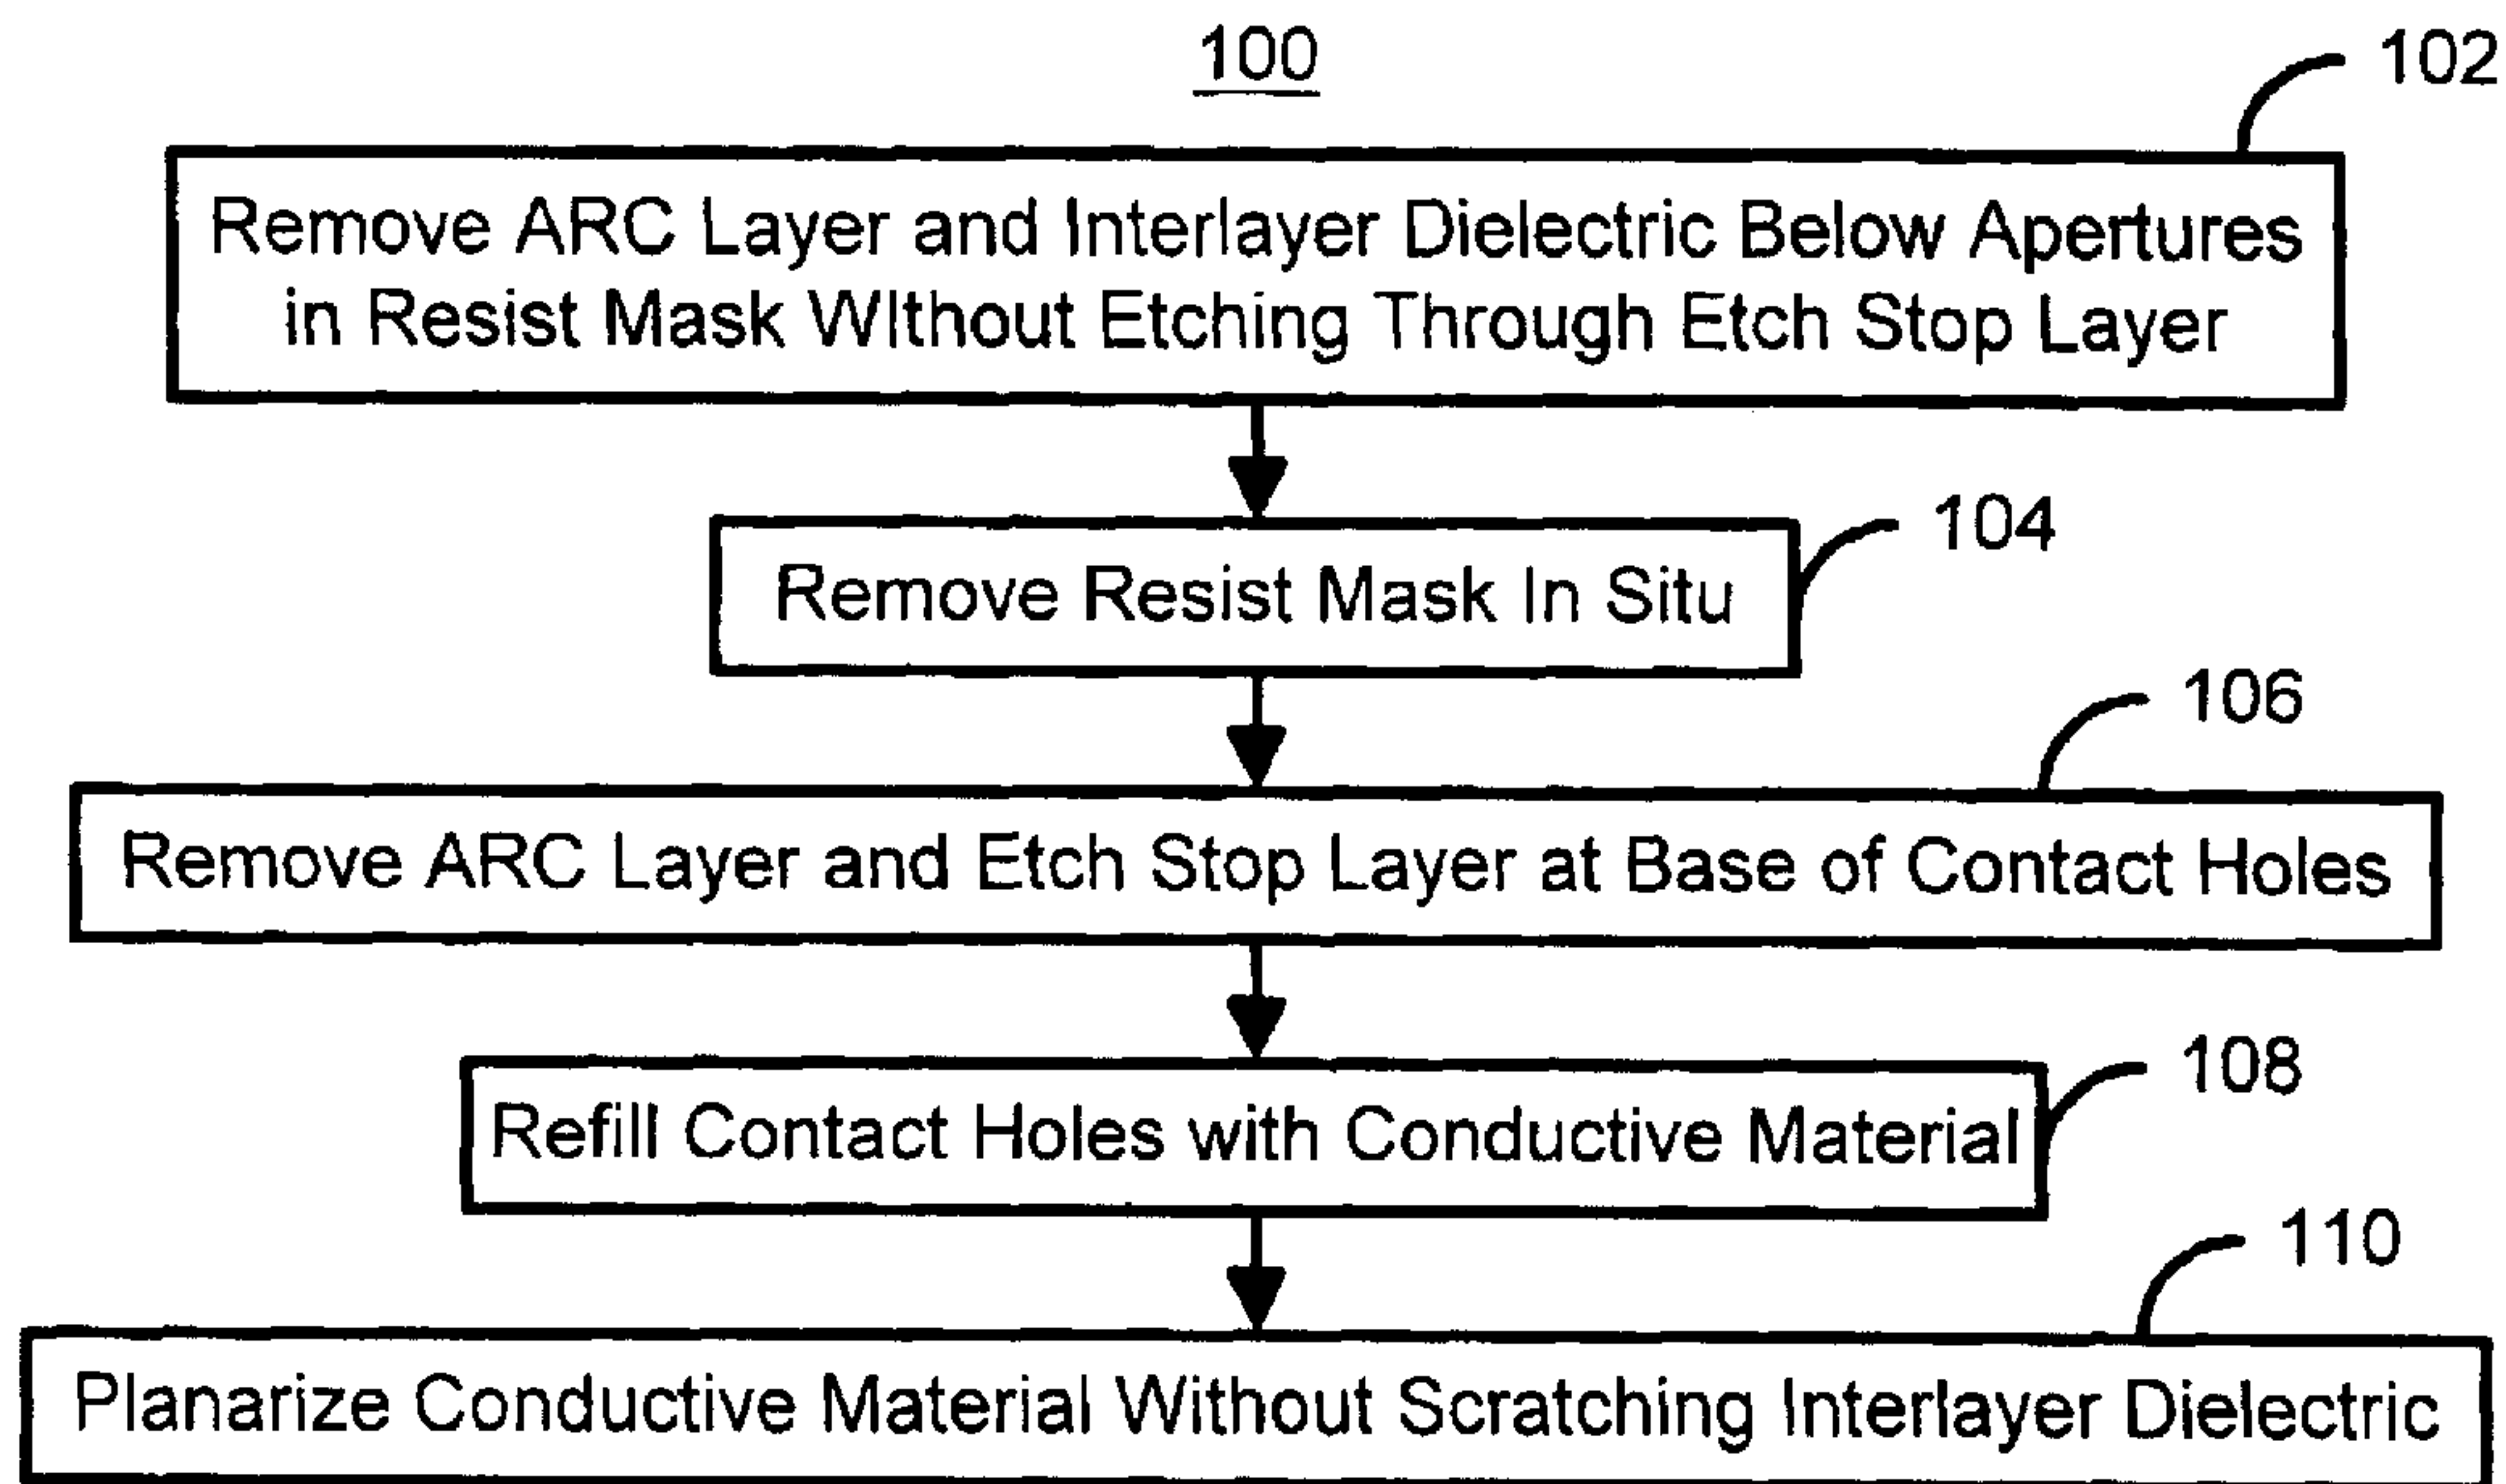 100
102
Remove ARC Layer and Interlayer Dielectric Below Apertures
in Resist Mask WIthout Etching Through Etch Stop Layer
104
Remove Resist Mask In Situ
106
Remove ARC Layer and Etch Stop Layer at Base of Contact Holes
108
Refill Contact Holes with Conductive Material
110
Planarize Conductive Material Without Scratching Interlayer Dielectric